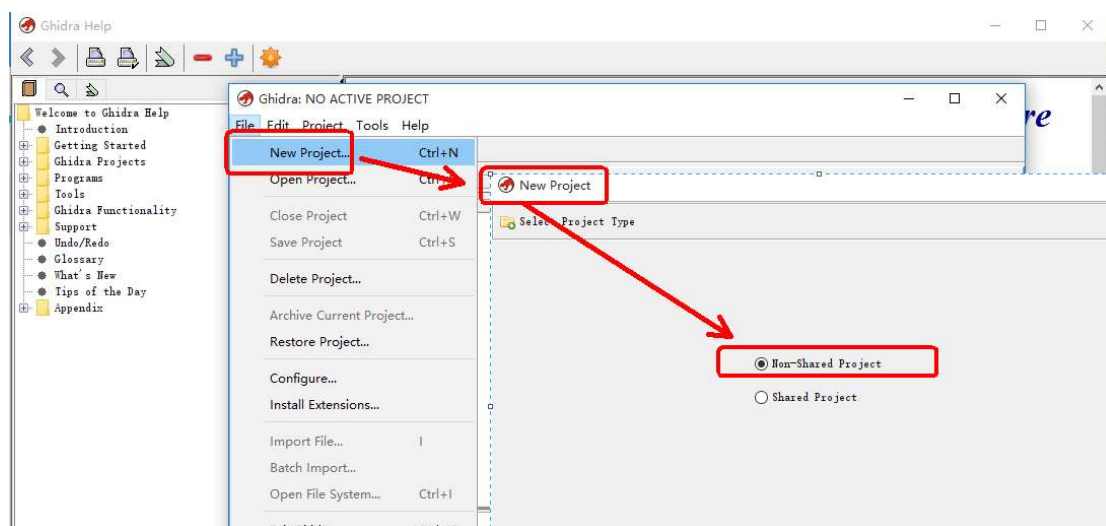 Ghidra Help
Welcome to Ghidra Help
Introduction
Getting Started
Ghidra Projects
Programs
Tools
Ghidra Functionality
Support
Undo/Redo
Glossary
What's New
Tips of the Day
Appendix
re
Ghidra: NO ACTIVE PROJECT
File Edit Project Tools Help
New Project... Ctrl+N
Open Project...
Close Project Ctrl+W
Save Project Ctrl+S
Delete Project...
Archive Current Project...
Restore Project...
Configure...
Install Extensions...
Import File... I
Batch Import...
Open File System... Ctrl+I
New Project
Select Project Type
Non-Shared Project
Shared Project